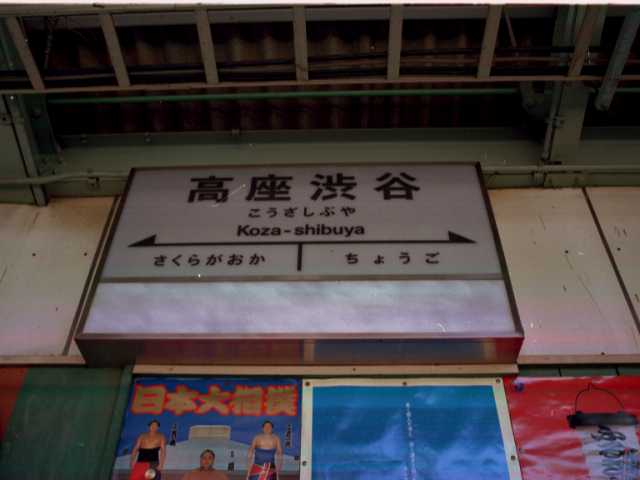 高座渋谷
こうざしぶや
Koza-shibuya
さくらがおか ちょうご
日本大相撲